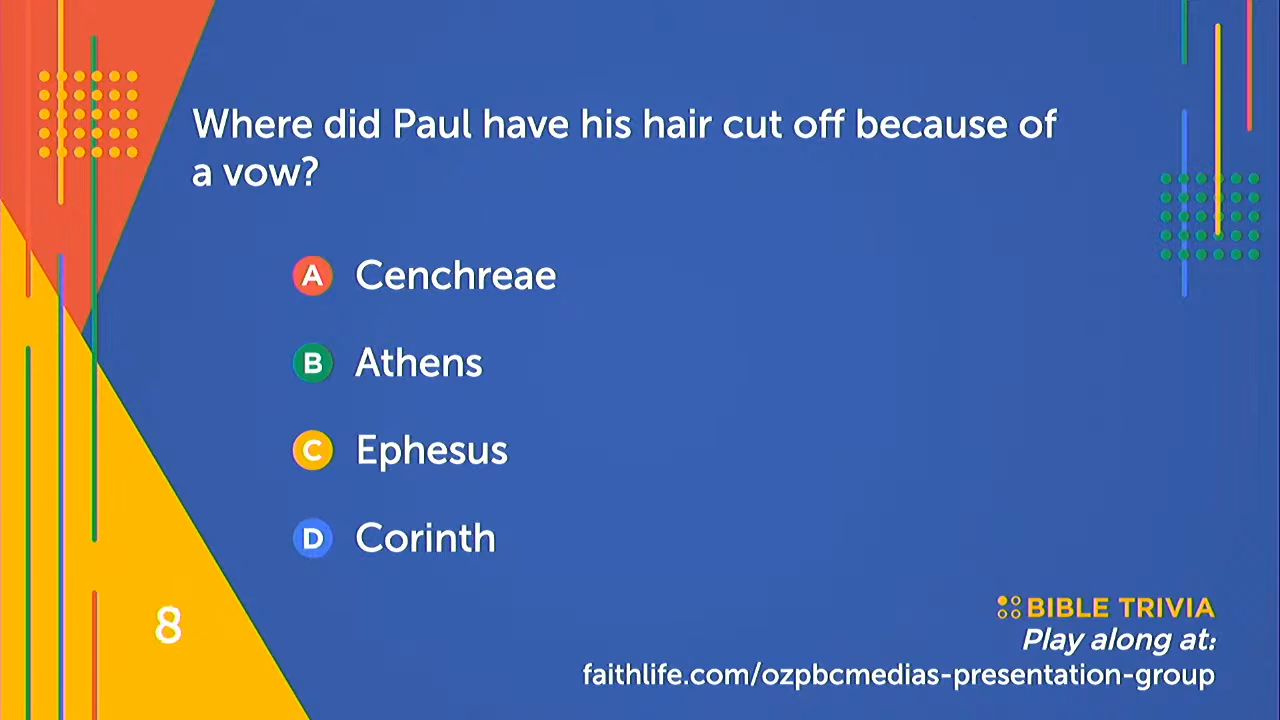 Where did Paul have his hair cut off because of
a vow?
A Cenchreae
B Athens
C Ephesus
D Corinth
8
BIBLE TRIVIA
Play along at:
faithlife.com/ozpbcmedias-presentation-group